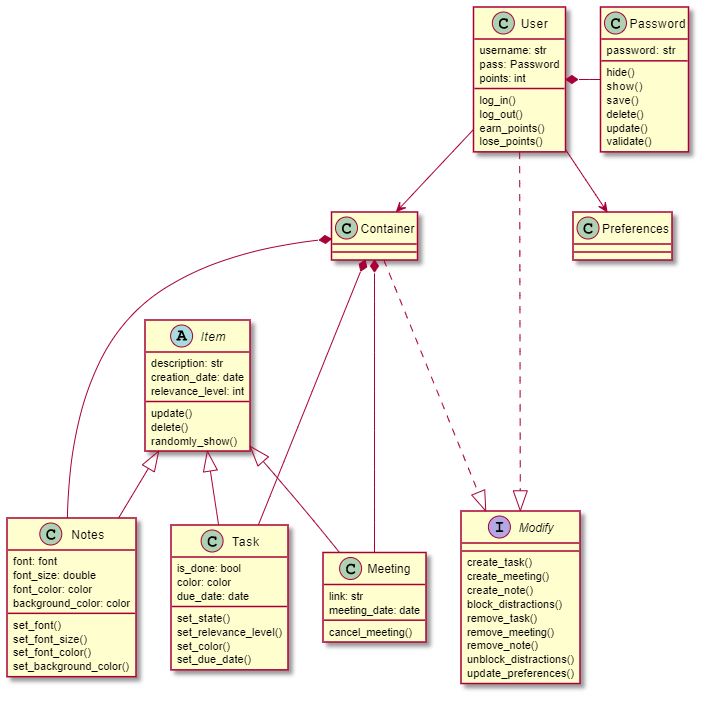 C User
username: str
pass: Password
points: int
log_in()
log_out()
earn_points()
lose_points()
C Password
password: str
hide()
show()
save()
delete()
update()
validate()
C Container
C Preferences
A Item
description: str
creation_date: date
relevance_level: int
update()
delete()
randomly_show()
C Notes
font: font
font_size: double
font_color: color
background_color: color
set_font()
set_font_size()
set_font_color()
set_background_color()
C Task
is_done: bool
color: color
due_date: date
set_state()
set_relevance_level()
set_color()
set_due_date()
C Meeting
link: str
meeting_date: date
cancel_meeting()
I Modify
create_task()
create_meeting()
create_note()
block_distractions()
remove_task()
remove_meeting()
remove_note()
unblock_distractions()
update_preferences()